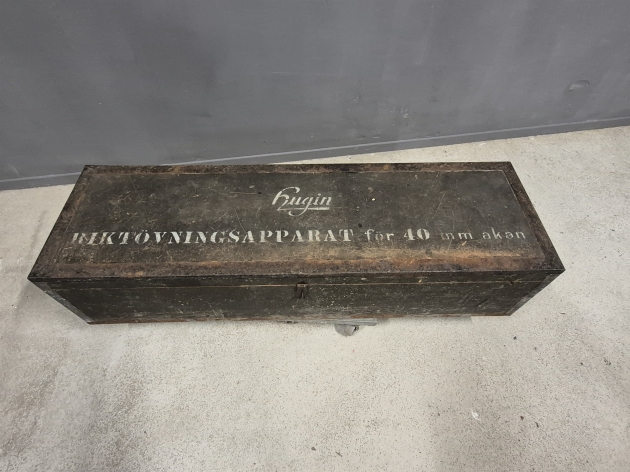 Hugin
RIKTÖVNINGSAPPARAT för 40 mm akan